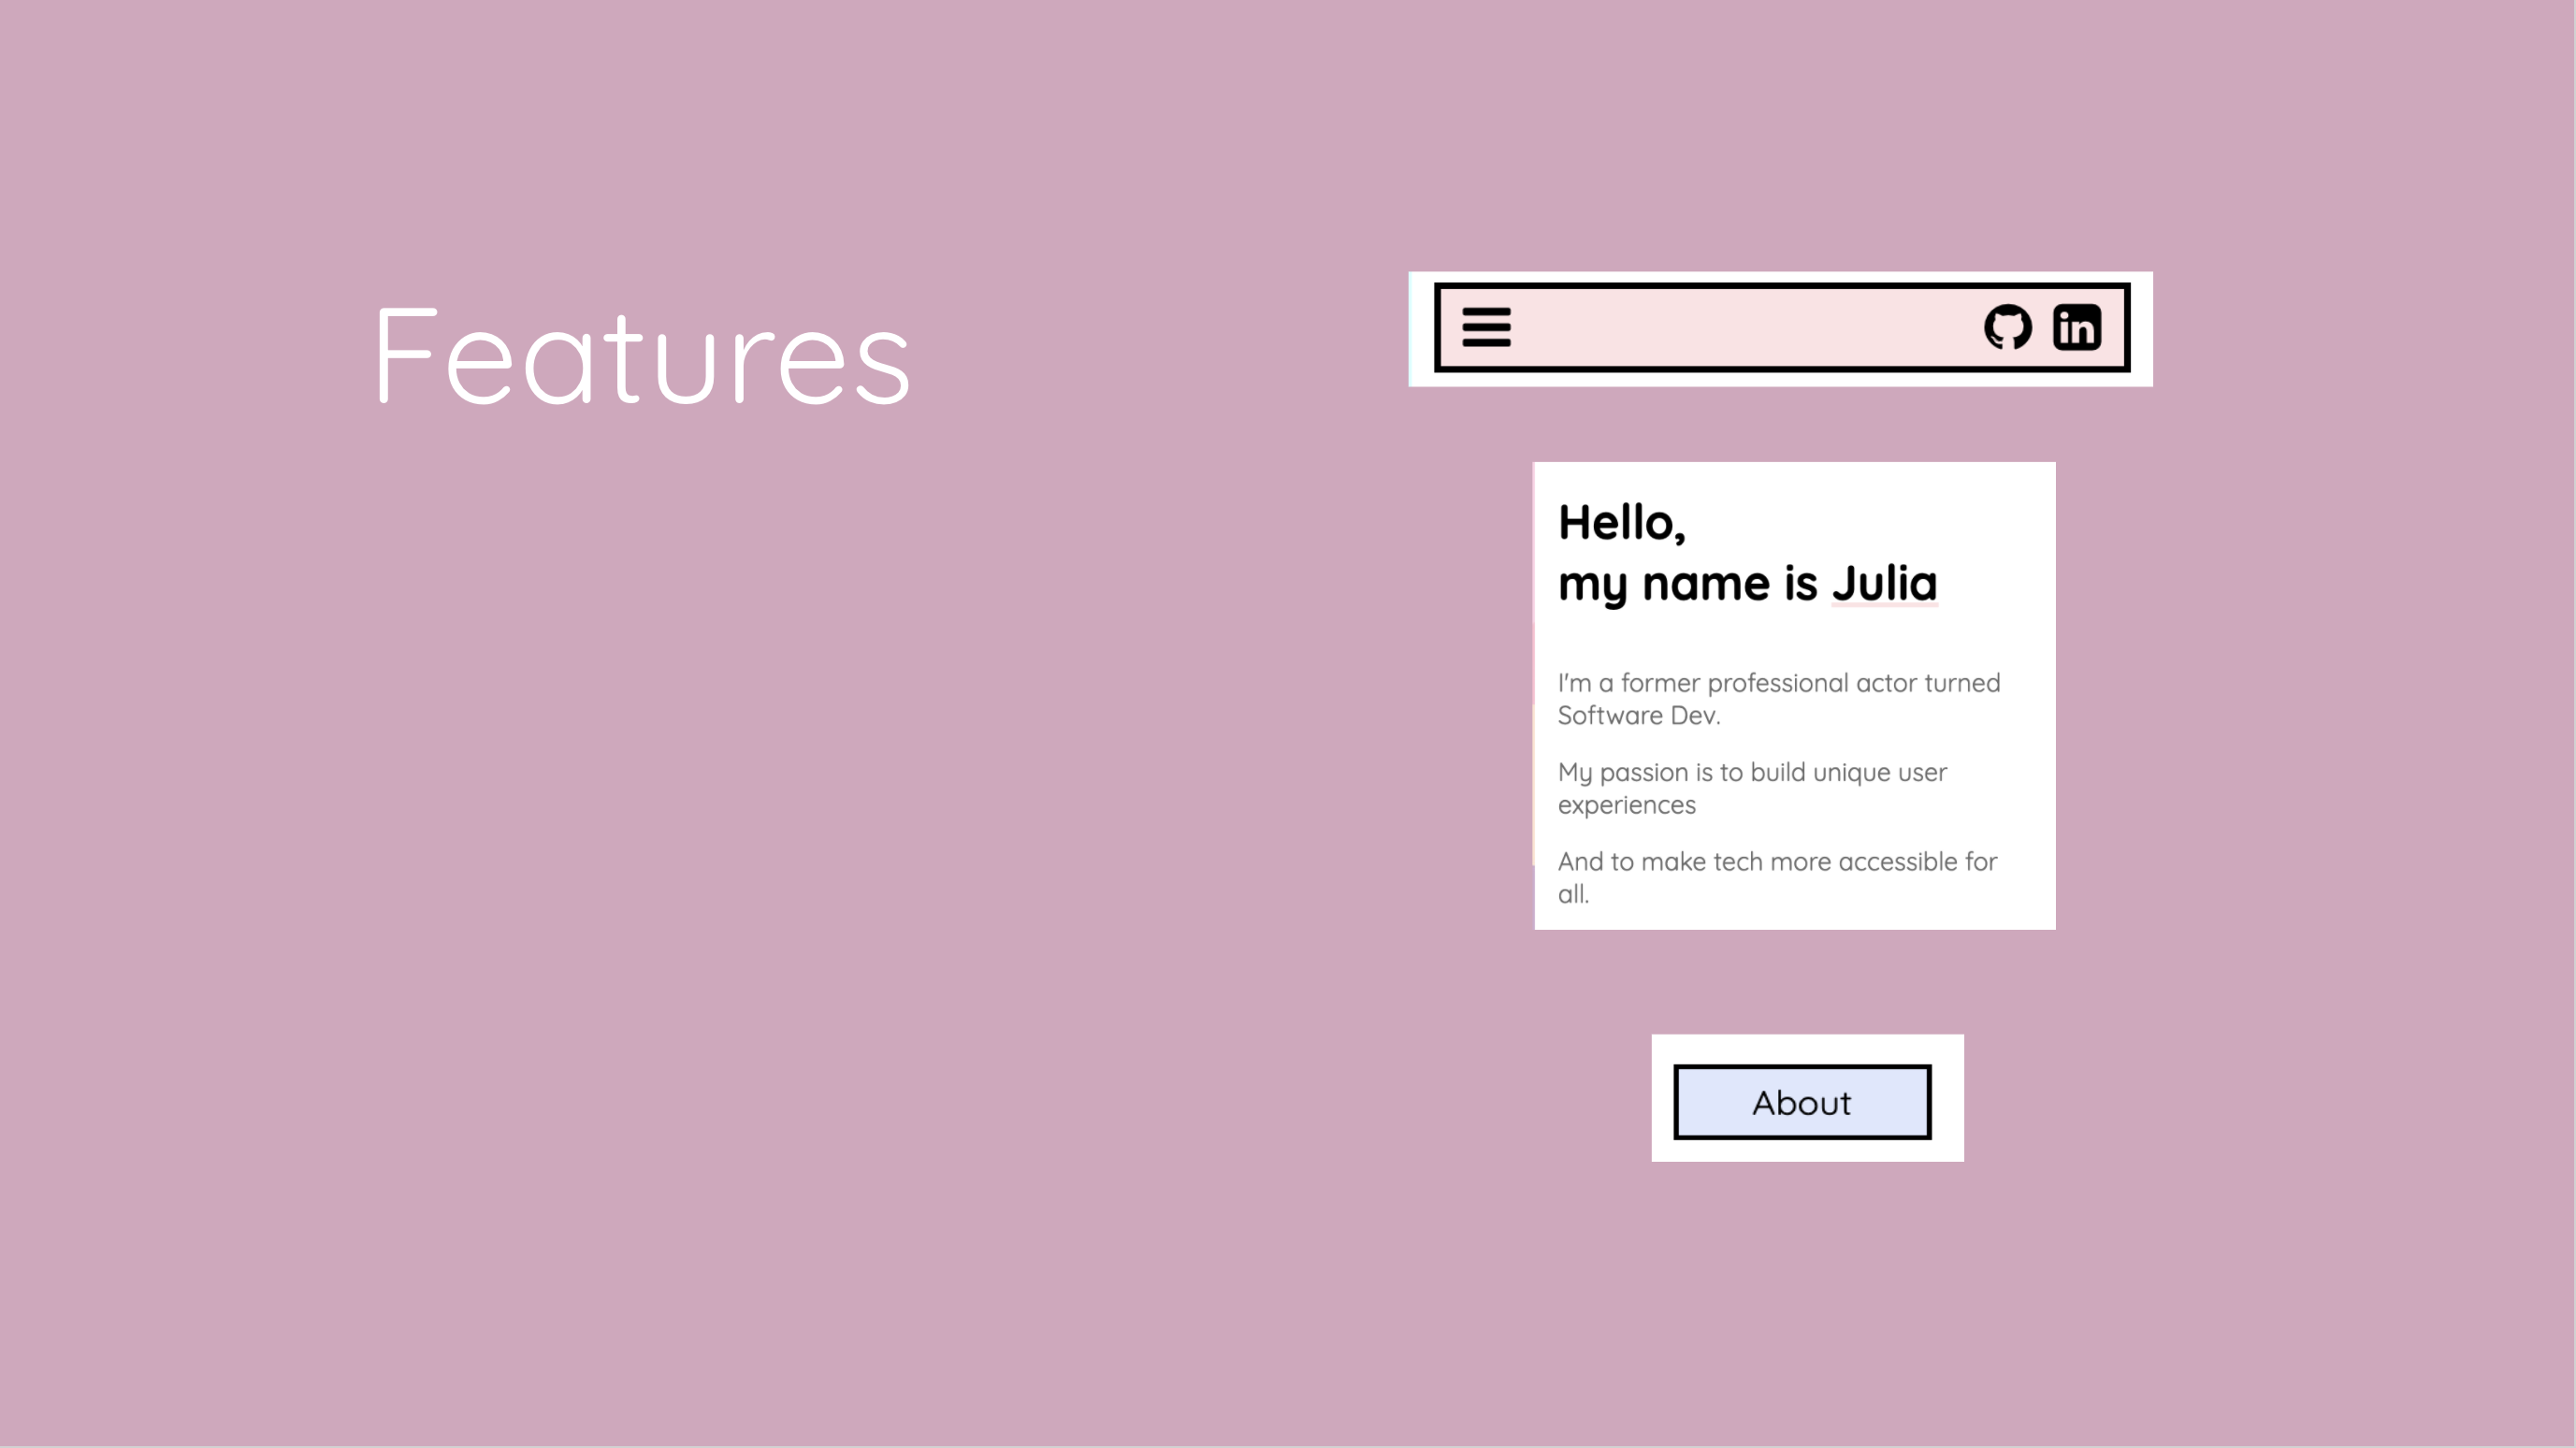 Features
in
Hello,
my name is Julia
I'm a former professional actor turned
Software Dev.
My passion is to build unique user
experiences
And to make tech more accessible for
all.
About